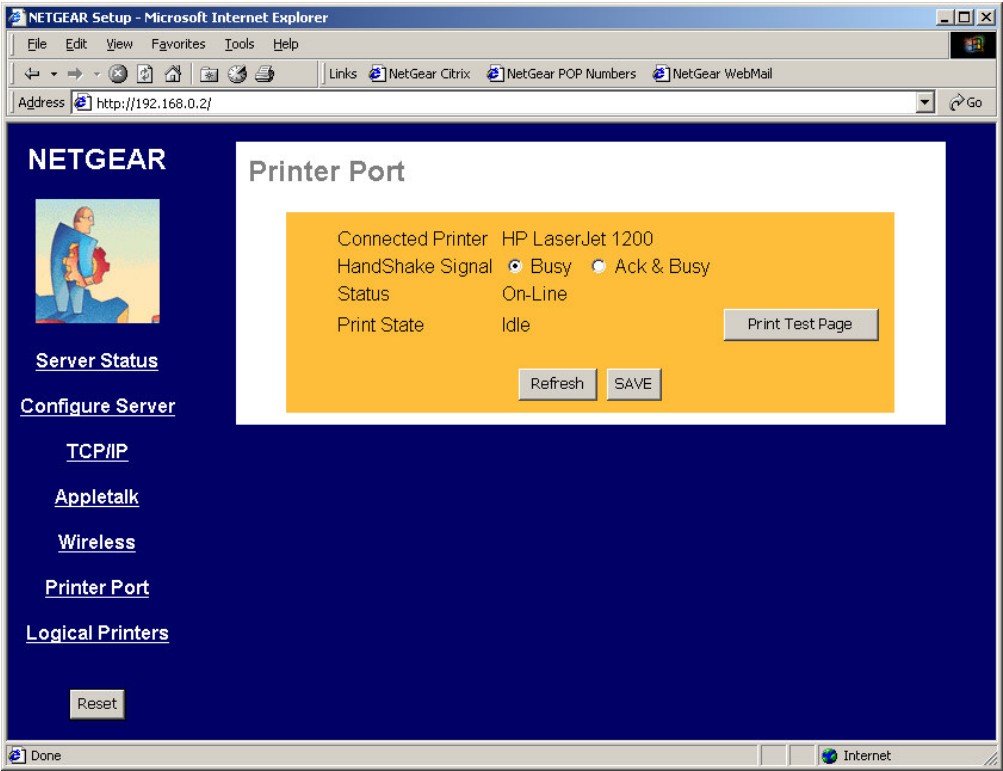 NETGEAR Setup - Microsoft Internet Explorer
File Edit View Favorites Tools Help
Links NetGear Citrix NetGear POP Numbers NetGear WebMail
Address http://192.168.0.2/ Go
NETGEAR
Printer Port
Connected Printer HP LaserJet 1200
HandShake Signal Busy Ack & Busy
Status On-Line
Print State Idle Print Test Page
Refresh SAVE
Server Status
Configure Server
TCP/IP
Appletalk
Wireless
Printer Port
Logical Printers
Reset
Done Internet